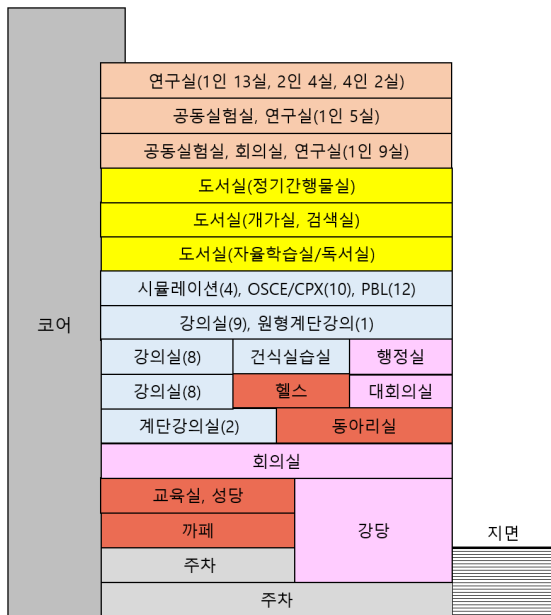 연구실(1인 13실, 2인 4실, 4인 2실)
공동실험실, 연구실(1인 5실)
공동실험실, 회의실, 연구실(1인 9실)
도서실(정기간행물실)
도서실(개가실, 검색실)
도서실(자율학습실/독서실)
시뮬레이션(4), OSCE/CPX(10), PBL(12)
코어
강의실(9), 원형계단강의(1)
강의실(8) 건식실습실 행정실
강의실(8) 헬스 대회의실
계단강의실(2) 동아리실
회의실
교육실, 성당
까페
강당
지면
주차
주차